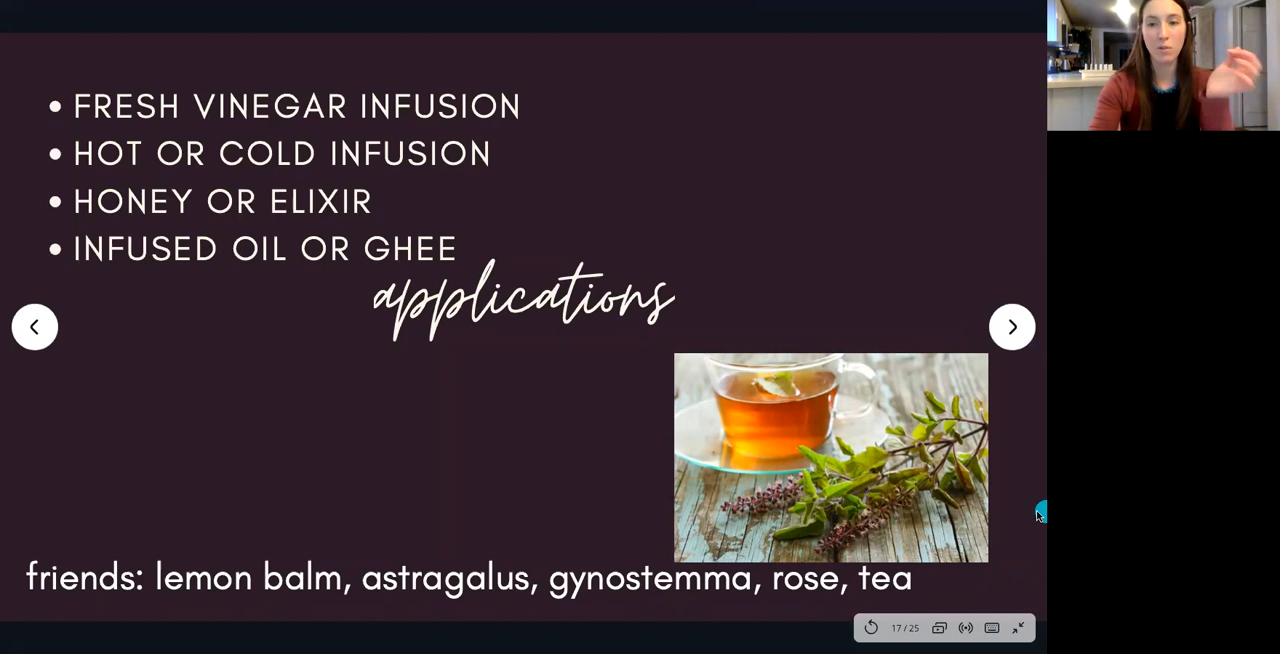 FRESH VINEGAR INFUSION
HOT OR COLD INFUSION
HONEY OR ELIXIR
INFUSED OIL OR GHEE
applications
friends: lemon balm, astragalus, gynostemma, rose, tea
17/25